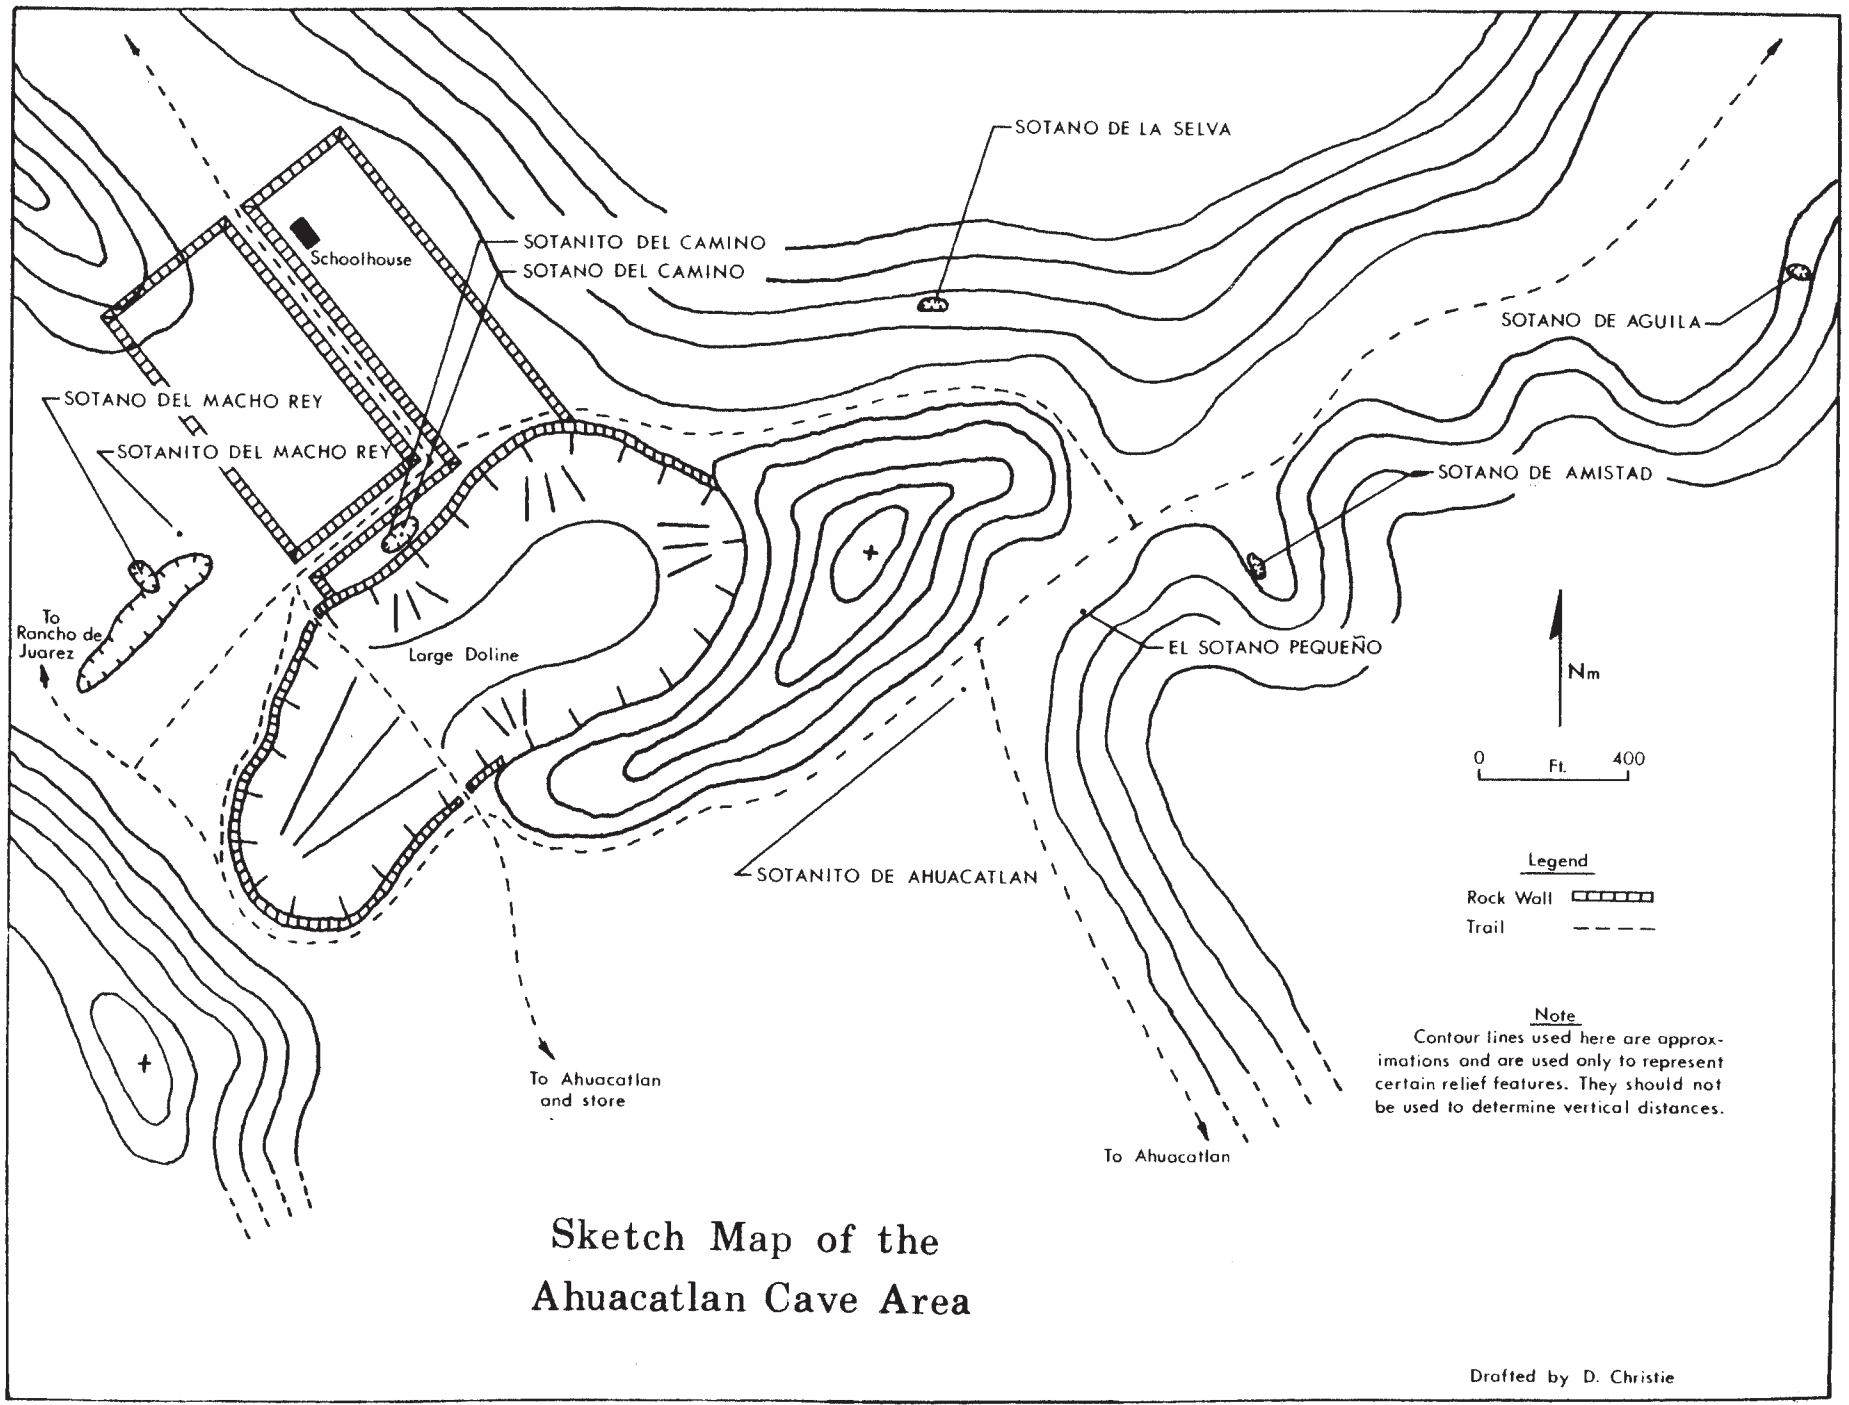 SOTANO DE LA SELVA
SOTANITO DEL CAMINO
SOTANO DEL CAMINO
Schoolhouse
SOTANO DE AGUILA
SOTANO DEL MACHO REY
SOTANITO DEL MACHO REY
SOTANO DE AMISTAD
To
Rancho de
Juarez
Large Doline
EL SOTANO PEQUEÑO
Nm
0 400
Ft.
SOTANITO DE AHUACATLAN
Legend
Rock Wall
Trail
Note
Contour lines used here are approx-
imations and are used only to represent
certain relief features. They should not
be used to determine vertical distances.
To Ahuacatlan
and store
To Ahuacatlan
Sketch Map of the
Ahuacatlan Cave Area
Drafted by D. Christie